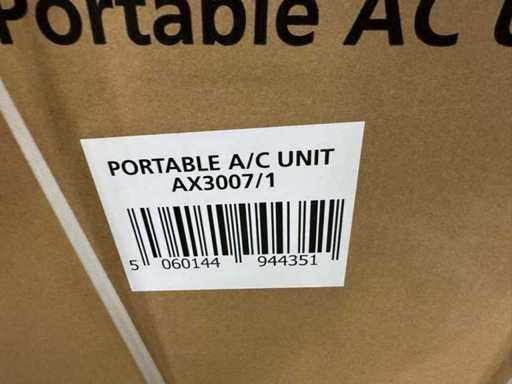 Portable AC
PORTABLE A/C UNIT
AX3007/1
5 060144 944351